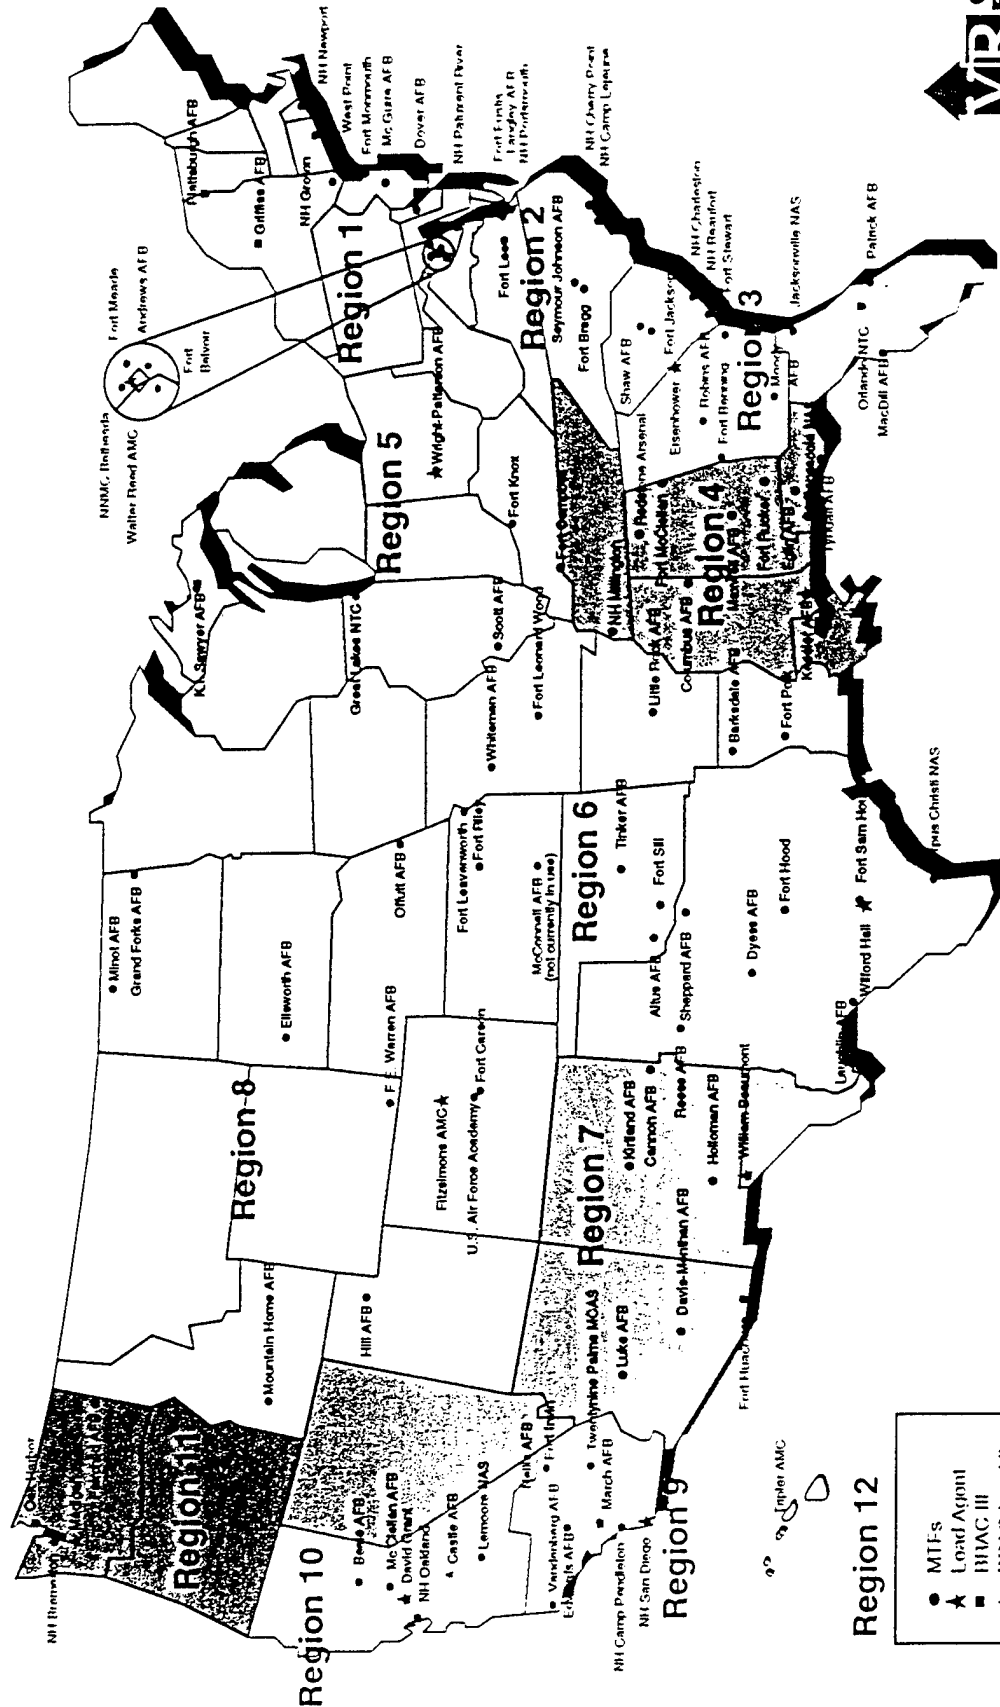 Region 1
Region 2
Region 3
Region 4
Region 5
Region 6
Region 7
Region 8
Region 9
Region 10
Region 11
Region 12
NH Newport
West Point
Fort Monmouth
Mc Guire AFB
Dover AFB
NH Patuxent River
Fort Eustis
Langley AFB
NH Portsmouth
NH Cherry Point
NH Camp Lejeune
NH Charleston
NH Beaufort
Fort Stewart
Jacksonville NAS
Patrick AFB
Orlando NTC
MacDill AFB
Plattsburgh AFB
Griffiss AFB
NH Groton
Fort Meade
Andrews AFB
Fort
Belvoir
NNMC Bethesda
Walter Reed AMC
Fort Lee
Seymour Johnson AFB
Fort Bragg
Shaw AFB
Fort Jackson
Eisenhower
Robins AFB
Fort Benning
Moody
AFB
Wright-Patterson AFB
Fort Knox
Redstone Arsenal
Fort McClellan
Fort Rucker
Eglin AFB
Tyndall AFB
NH Millington
Columbus AFB
Keesler AFB
K.I. Sawyer AFB
Great Lakes NTC
Scott AFB
Whiteman AFB
Fort Leonard Wood
Little Rock AFB
Barksdale AFB
Fort Polk
Minot AFB
Grand Forks AFB
Ellsworth AFB
Offutt AFB
Fort Leavenworth
Fort Riley
McConnell AFB
(not currently in use)
Tinker AFB
Fort Sill
Altus AFB
Sheppard AFB
Dyess AFB
Fort Hood
Fort Sam Hou
Wilford Hall
pus Christi NAS
Laughlin AFB
Reese AFB
F. E. Warren AFB
Fitzsimons AMC
U.S. Air Force Academy
Fort Carson
Kirtland AFB
Cannon AFB
Holloman AFB
William Beaumont
Davis-Monthan AFB
Luke AFB
Fort Huach
Hill AFB
Mountain Home AFB
Oak Harbor
NH Bremerton
Beale AFB
Mc Clellan AFB
David Grant
NH Oakland
Castle AFB
Lemoore NAS
Nellis AFB
Fort Irwin
Twentynine Palms MCAS
Vandenberg AFB
Edwards AFB
March AFB
NH Camp Pendleton
NH San Diego
Tripler AMC
MTFs
Lead Agent
BRAC III